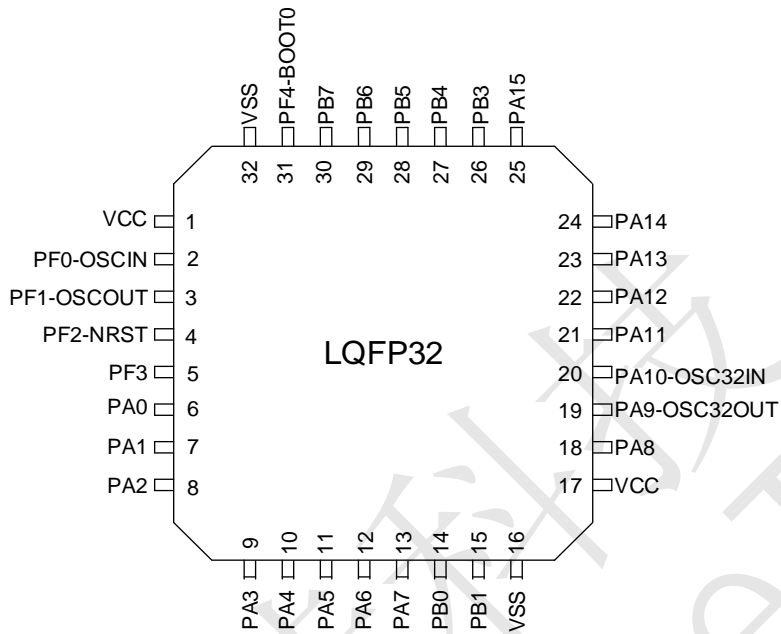 VSS
PF4-BOOT0
PB7
PB6
PB5
PB4
PB3
PA15
32
31
30
29
28
27
26
25
VCC 1
PF0-OSCIN 2
PF1-OSCOUT 3
PF2-NRST 4
PF3 5
PA0 6
PA1 7
PA2 8
LQFP32
24 PA14
23 PA13
22 PA12
21 PA11
20 PA10-OSC32IN
19 PA9-OSC32OUT
18 PA8
17 VCC
9
10
11
12
13
14
15
16
PA3
PA4
PA5
PA6
PA7
PB0
PB1
VSS
科技